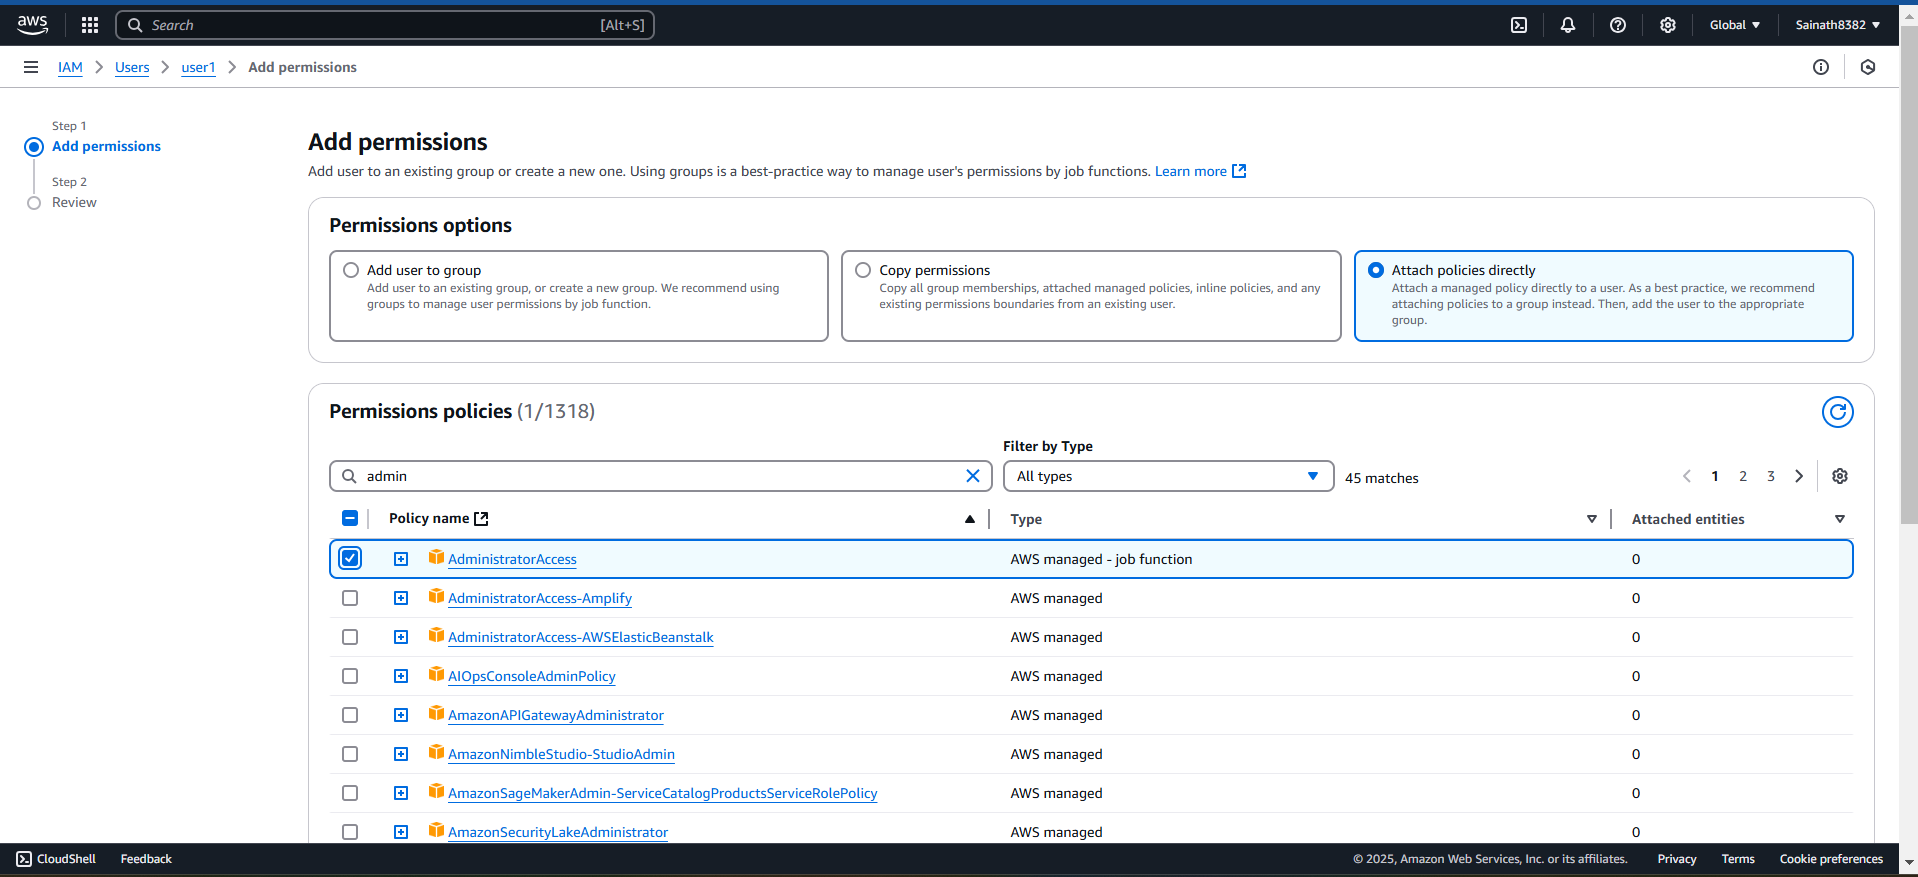 aws
Search [Alt+S]
Global
Sainath8382
IAM
Users
user1
Add permissions
Step 1
Add permissions
Step 2
Review
Add permissions
Add user to an existing group or create a new one. Using groups is a best-practice way to manage user's permissions by job functions. Learn more
Permissions options
Add user to group
Add user to an existing group, or create a new group. We recommend using
groups to manage user permissions by job function.
Copy permissions
Copy all group memberships, attached managed policies, inline policies, and any
existing permissions boundaries from an existing user.
Attach policies directly
Attach a managed policy directly to a user. As a best practice, we recommend
attaching policies to a group instead. Then, add the user to the appropriate
group.
Permissions policies (1/1318)
Filter by Type
admin
All types
45 matches
1 2 3
Policy name Type Attached entities
AdministratorAccess AWS managed - job function 0
AdministratorAccess-Amplify AWS managed 0
AdministratorAccess-AWSElasticBeanstalk AWS managed 0
AIOpsConsoleAdminPolicy AWS managed 0
AmazonAPIGatewayAdministrator AWS managed 0
AmazonNimbleStudio-StudioAdmin AWS managed 0
AmazonSageMakerAdmin-ServiceCatalogProductsServiceRolePolicy AWS managed 0
AmazonSecurityLakeAdministrator AWS managed 0
CloudShell Feedback © 2025, Amazon Web Services, Inc. or its affiliates. Privacy Terms Cookie preferences